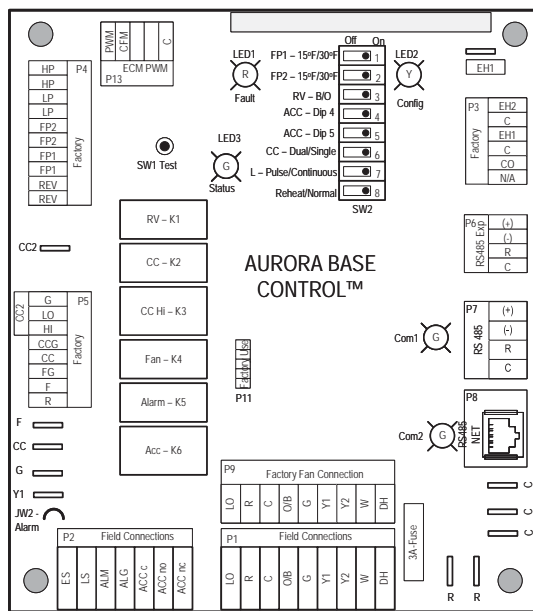 PWM
CFM
C
ECM PWM
P13
LED1
R
Fault
Off
On
FP1 – 15°F/30°F
1
FP2 – 15°F/30°F
2
RV – B/O
3
ACC – Dip 4
4
ACC – Dip 5
5
CC – Dual/Single
6
L – Pulse/Continuous
7
Reheat/Normal
8
SW2
LED2
Y
Config
EH1
P4
HP
HP
LP
LP
FP2
FP2
FP1
FP1
REV
REV
Factory
SW1 Test
LED3
G
Status
P3
Factory
EH2
C
EH1
C
CO
N/A
CC2
RV – K1
CC – K2
CC Hi – K3
Fan – K4
Alarm – K5
Acc – K6
AURORA BASE
CONTROL™
P6
RS485 Exp
(+)
(-)
R
C
CC2
P5
G
LO
HI
CCG
CC
FG
F
R
Factory
Factory Use
P11
Com1
G
P7
RS 485
(+)
(-)
R
C
P8
RS485
NET
Com2
G
F
CC
G
Y1
JW2 -
Alarm
P9
Factory Fan Connection
LO
R
C
O/B
G
Y1
Y2
W
DH
3A-Fuse
C
C
C
P2
Field Connections
ES
LS
ALM
ALG
ACC c
ACC no
ACC nc
P1
Field Connections
LO
R
C
O/B
G
Y1
Y2
W
DH
R
R